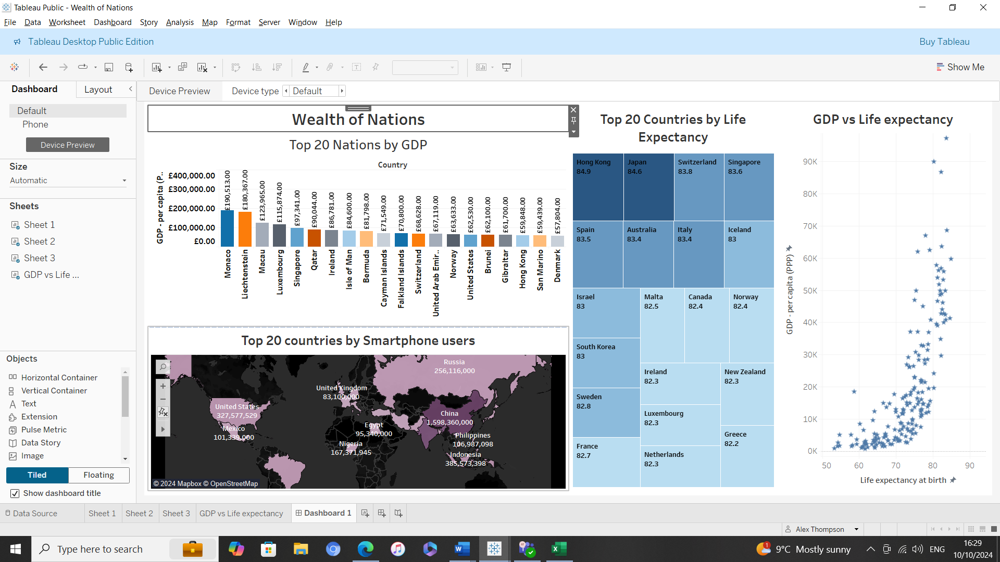 Tableau Public - Wealth of Nations
File Data Worksheet Dashboard Story Analysis Map Format Server Window Help
Tableau Desktop Public Edition
Buy Tableau
Show Me
Dashboard
Layout
Default
Phone
Device Preview
Size
Automatic
Sheets
Sheet 1
Sheet 2
Sheet 3
GDP vs Life ...
Objects
Horizontal Container
Vertical Container
Text
Extension
Pulse Metric
Data Story
Image
Tiled
Floating
Show dashboard title
Device Preview
Device type
Default
Wealth of Nations
Top 20 Nations by GDP
Country
GDP - per capita (P..
£400,000.00
£300,000.00
£200,000.00
£100,000.00
£0.00
£190,513.00
£180,367.00
£123,965.00
£115,874.00
£97,341.00
£90,044.00
£86,781.00
£84,600.00
£81,798.00
£71,549.00
£70,800.00
£68,628.00
£67,119.00
£63,633.00
£62,530.00
£62,100.00
£61,700.00
£59,848.00
£59,439.00
£57,804.00
Monaco
Liechtenstein
Macau
Luxembourg
Singapore
Qatar
Ireland
Isle of Man
Bermuda
Cayman Islands
Falkland Islands
Switzerland
United Arab Emir..
Norway
United States
Brunei
Gibraltar
Hong Kong
San Marino
Denmark
Top 20 countries by Smartphone users
Russia
256,116,000
United Kingdom
83,100,000
United States
327,577,529
China
1,598,360,000
Mexico
101,339,000
Egypt
95,340,000
Philippines
106,987,098
Nigeria
167,371,945
Indonesia
385,573,398
© 2024 Mapbox © OpenStreetMap
Top 20 Countries by Life
Expectancy
Hong Kong
84.9
Japan
84.6
Switzerland
83.8
Singapore
83.6
Spain
83.5
Australia
83.4
Italy
83.4
Iceland
83
Israel
83
Malta
82.5
Canada
82.4
Norway
82.4
South Korea
83
Ireland
82.3
New Zealand
82.3
Sweden
82.8
Luxembourg
82.3
Greece
82.2
France
82.7
Netherlands
82.3
GDP vs Life expectancy
GDP - per capita (PPP)
90K
80K
70K
60K
50K
40K
30K
20K
10K
0K
50 60 70 80 90
Life expectancy at birth
Data Source
Sheet 1
Sheet 2
Sheet 3
GDP vs Life expectancy
Dashboard 1
Alex Thompson
Type here to search
AT
1
9°C Mostly sunny
ENG
16:29
10/10/2024